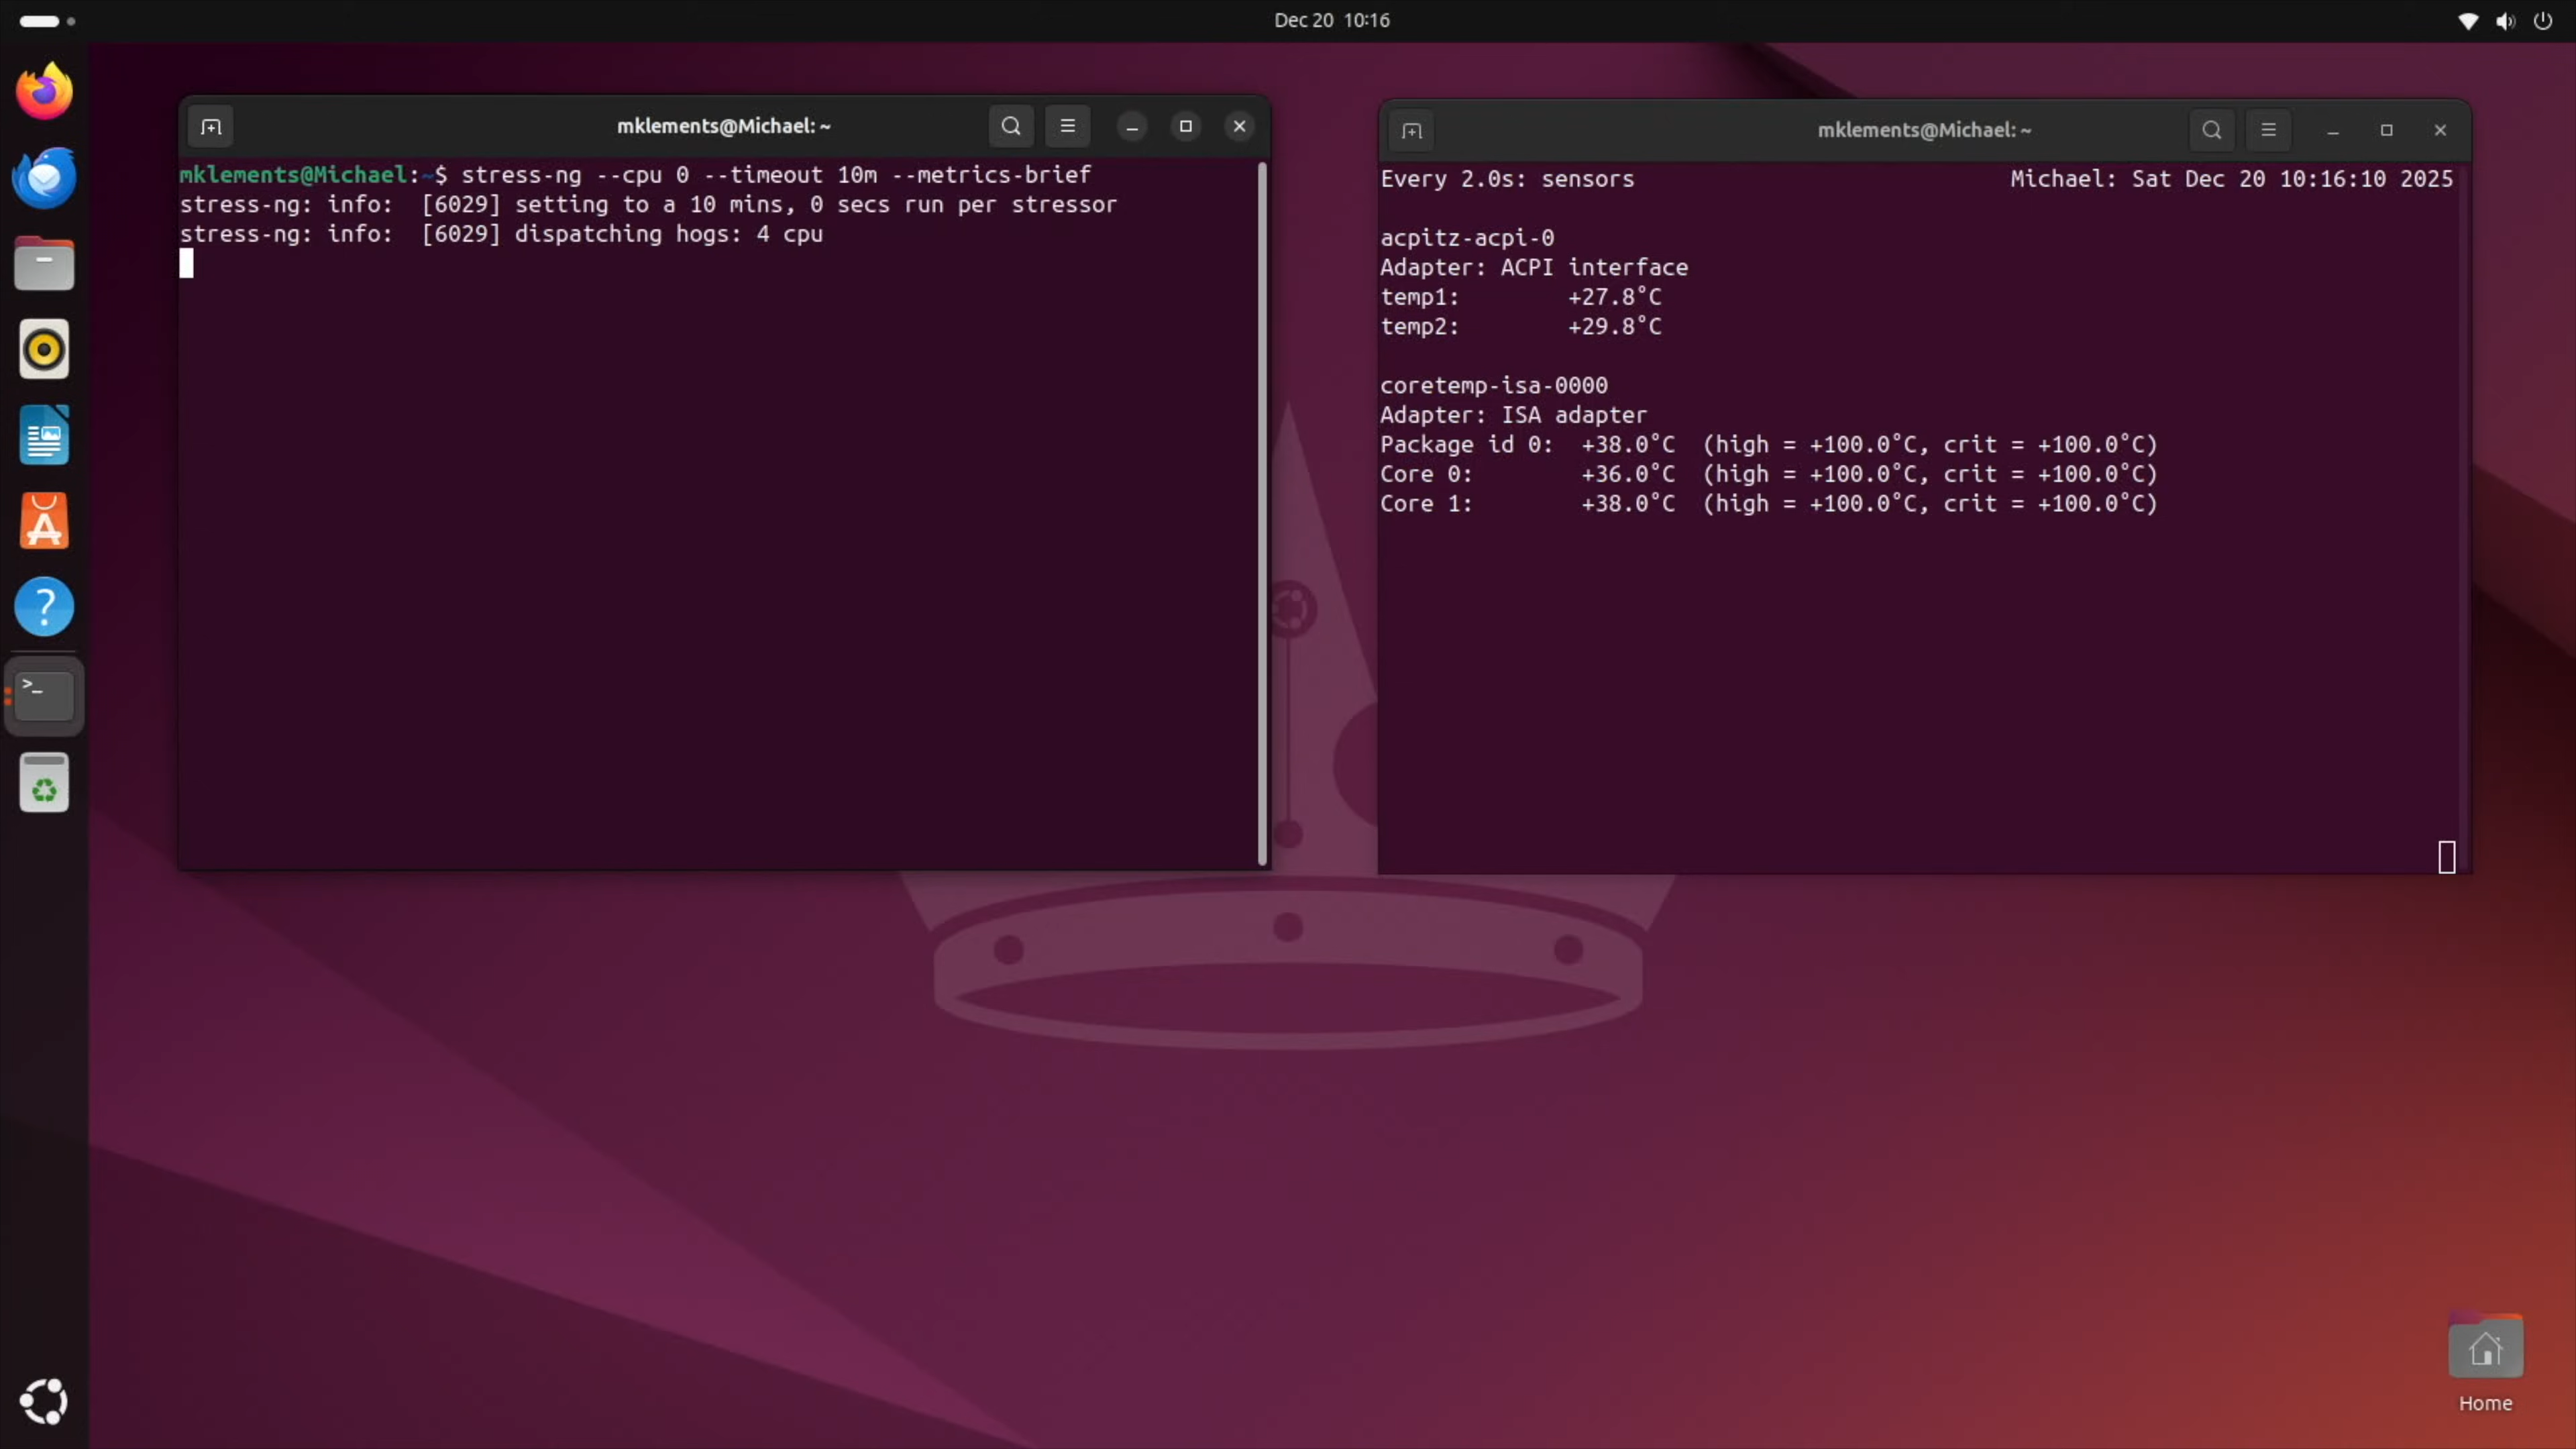 Dec 20 10:16
mklements@Michael: ~
mklements@Michael:~$ stress-ng --cpu 0 --timeout 10m --metrics-brief
stress-ng: info:  [6029] setting to a 10 mins, 0 secs run per stressor
stress-ng: info:  [6029] dispatching hogs: 4 cpu
mklements@Michael: ~
Every 2.0s: sensors Michael: Sat Dec 20 10:16:10 2025
acpitz-acpi-0
Adapter: ACPI interface
temp1: +27.8°C
temp2: +29.8°C
coretemp-isa-0000
Adapter: ISA adapter
Package id 0: +38.0°C (high = +100.0°C, crit = +100.0°C)
Core 0: +36.0°C (high = +100.0°C, crit = +100.0°C)
Core 1: +38.0°C (high = +100.0°C, crit = +100.0°C)
Home